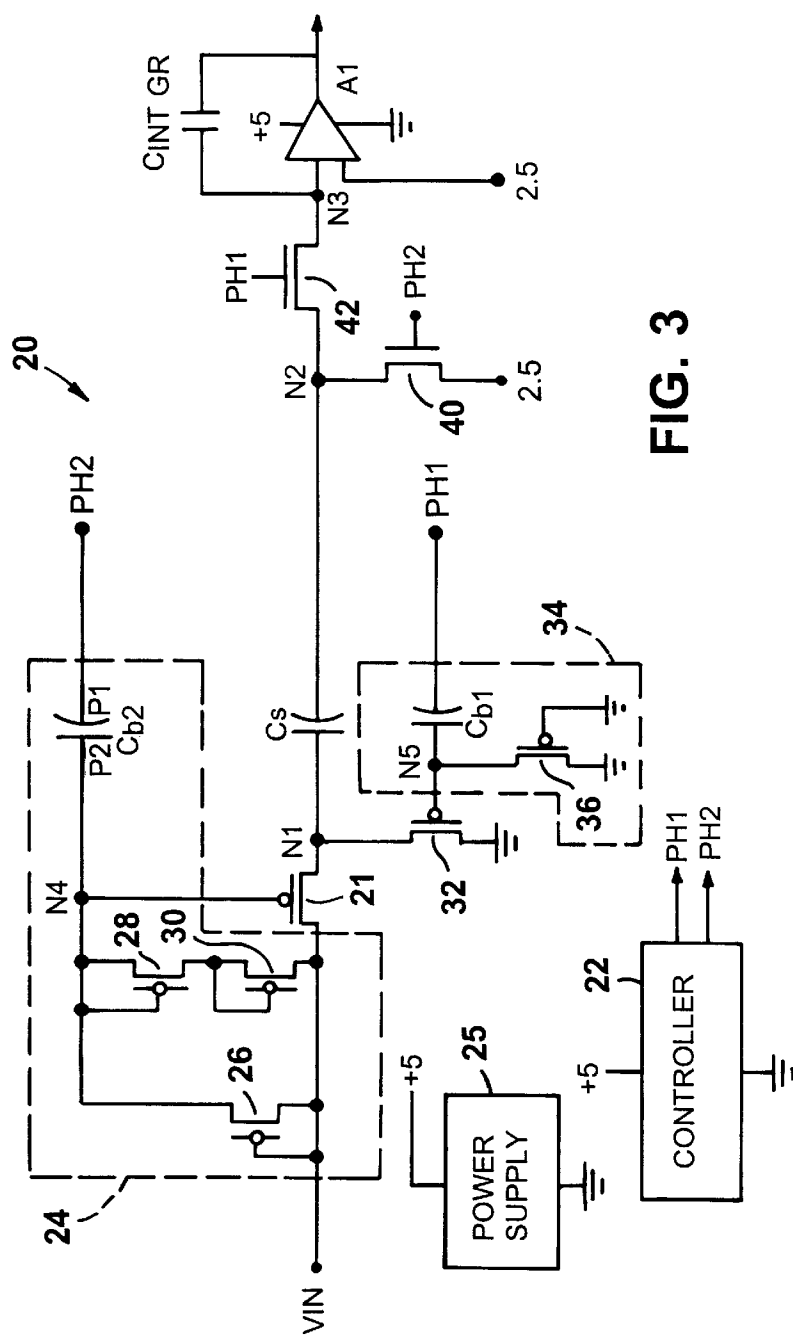 20
24
VIN
26
28
30
N4
P2
P1
Cb2
PH2
21
N1
Cs
32
N5
Cb1
PH1
36
34
N2
40
PH2
2.5
PH1
42
N3
CINT GR
+5
A1
2.5
+5
25
POWER
SUPPLY
+5
22
CONTROLLER
PH1
PH2
FIG. 3